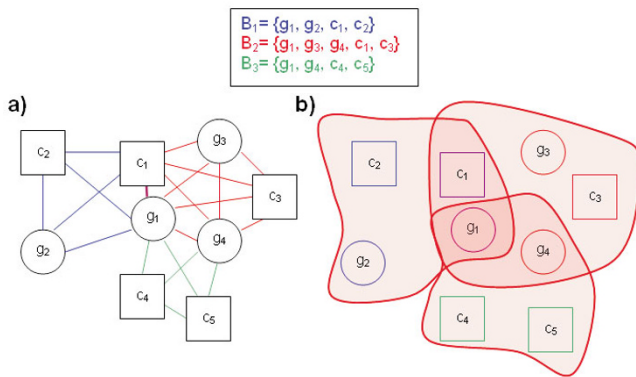 B₁= {g₁, g₂, c₁, c₂}
B₂= {g₁, g₃, g₄, c₁, c₃}
B₃= {g₁, g₄, c₄, c₅}
a)
g₃
c₂
c₁
c₃
g₁
g₂
g₄
c₄
c₅
b)
g₃
c₂
c₁
c₃
g₁
g₄
g₂
c₄
c₅